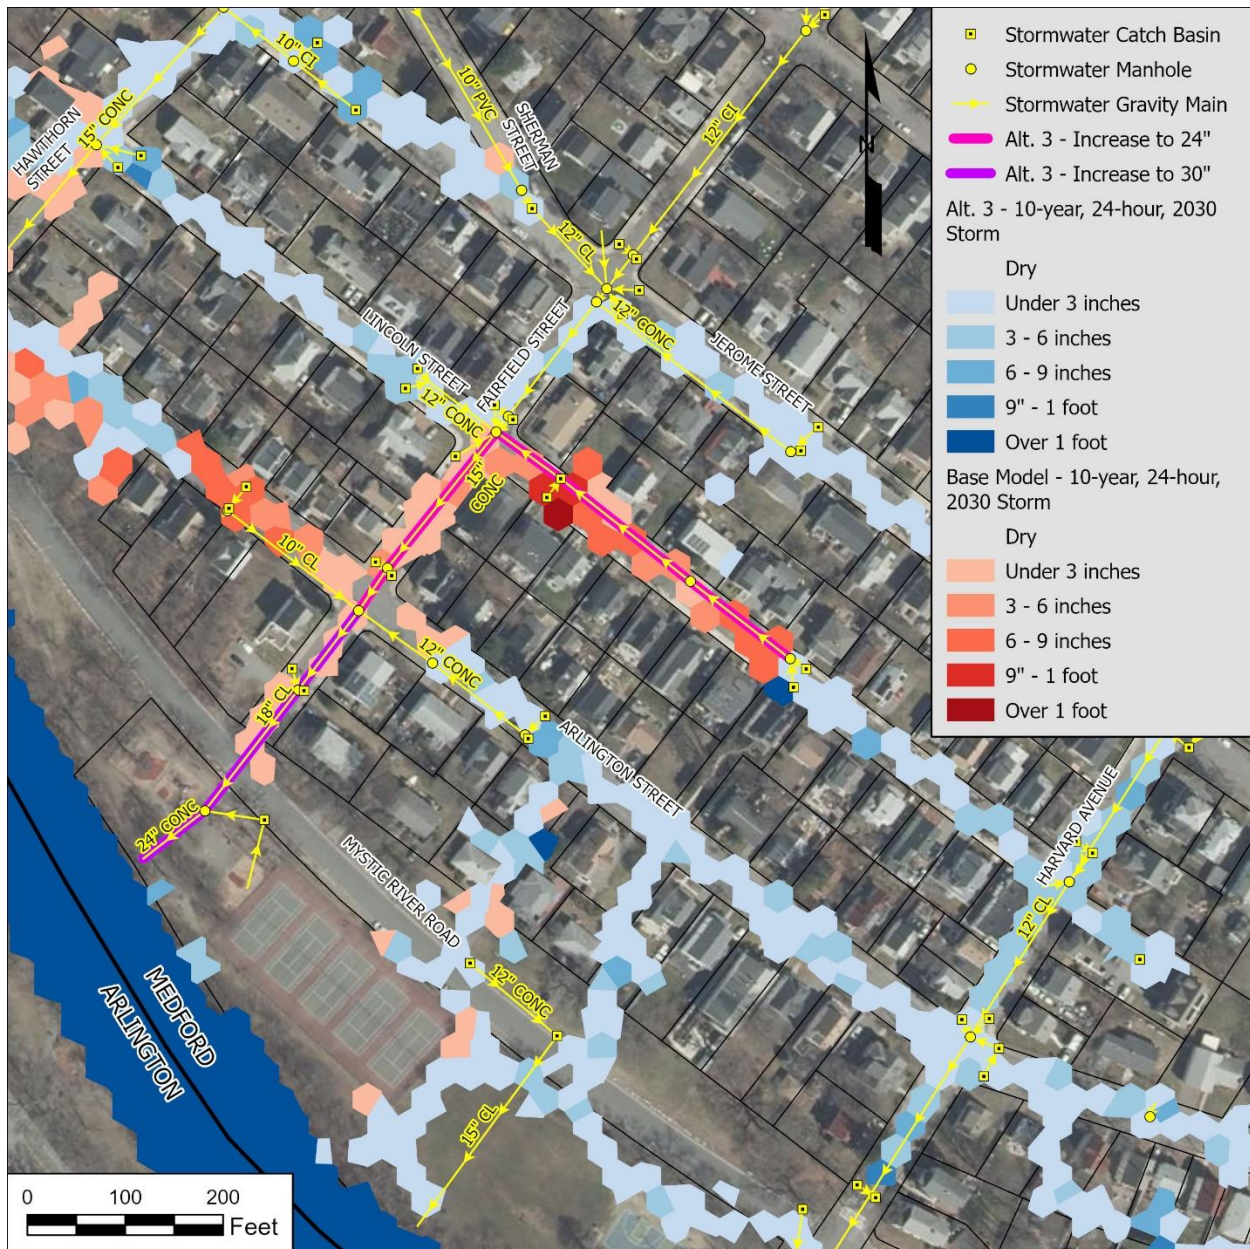 10" CI
15" CONC
HAWTHORN
STREET
10" PVC
SHERMAN
STREET
12" CI
12" CL
12" CONC
JEROME STREET
LINCOLN STREET
FAIRFIELD STREET
12" CONC
15"
CONC
10" CL
12" CONC
18" CL
ARLINGTON STREET
24" CONC
MYSTIC RIVER ROAD
HARVARD AVENUE
12" CL
12" CONC
15" CL
MEDFORD
ARLINGTON
0 100 200
Feet
N
Stormwater Catch Basin
Stormwater Manhole
Stormwater Gravity Main
Alt. 3 - Increase to 24"
Alt. 3 - Increase to 30"
Alt. 3 - 10-year, 24-hour, 2030
Storm
Dry
Under 3 inches
3 - 6 inches
6 - 9 inches
9" - 1 foot
Over 1 foot
Base Model - 10-year, 24-hour,
2030 Storm
Dry
Under 3 inches
3 - 6 inches
6 - 9 inches
9" - 1 foot
Over 1 foot